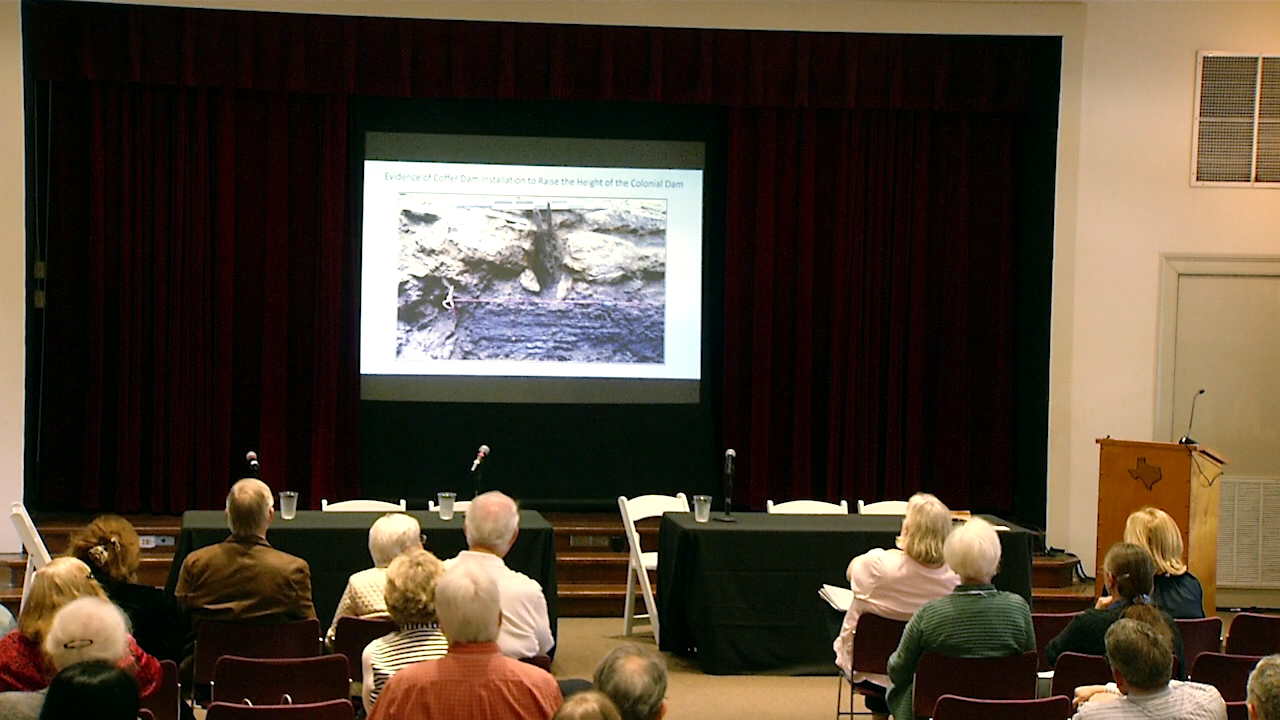 Evidence of Coffer Dam Installation to Raise the Height of the Colonial Dam